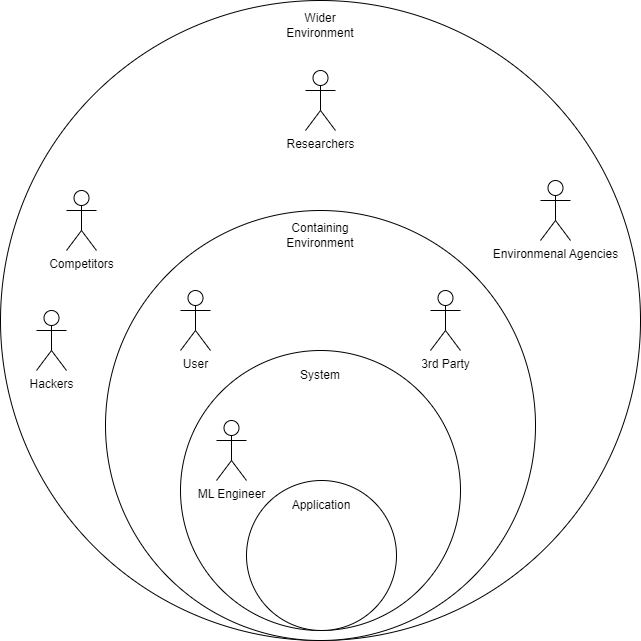 Wider
Environment
Researchers
Competitors
Environmenal Agencies
Containing
Environment
Hackers
User
3rd Party
System
ML Engineer
Application